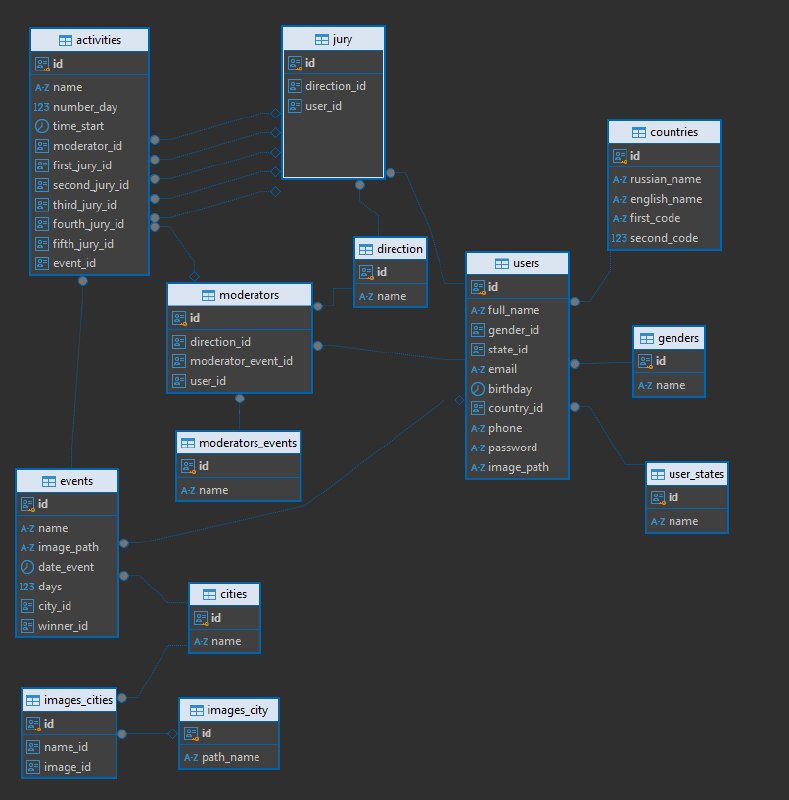 activities
id
A-Z name
123 number_day
time_start
moderator_id
first_jury_id
second_jury_id
third_jury_id
fourth_jury_id
fifth_jury_id
event_id
jury
id
direction_id
user_id
countries
id
A-Z russian_name
A-Z english_name
A-Z first_code
123 second_code
direction
id
A-Z name
users
id
A-Z full_name
gender_id
state_id
A-Z email
birthday
country_id
A-Z phone
A-Z password
A-Z image_path
moderators
id
direction_id
moderator_event_id
user_id
genders
id
A-Z name
moderators_events
id
A-Z name
user_states
id
A-Z name
events
id
A-Z name
A-Z image_path
date_event
123 days
city_id
winner_id
cities
id
A-Z name
images_cities
id
name_id
image_id
images_city
id
A-Z path_name